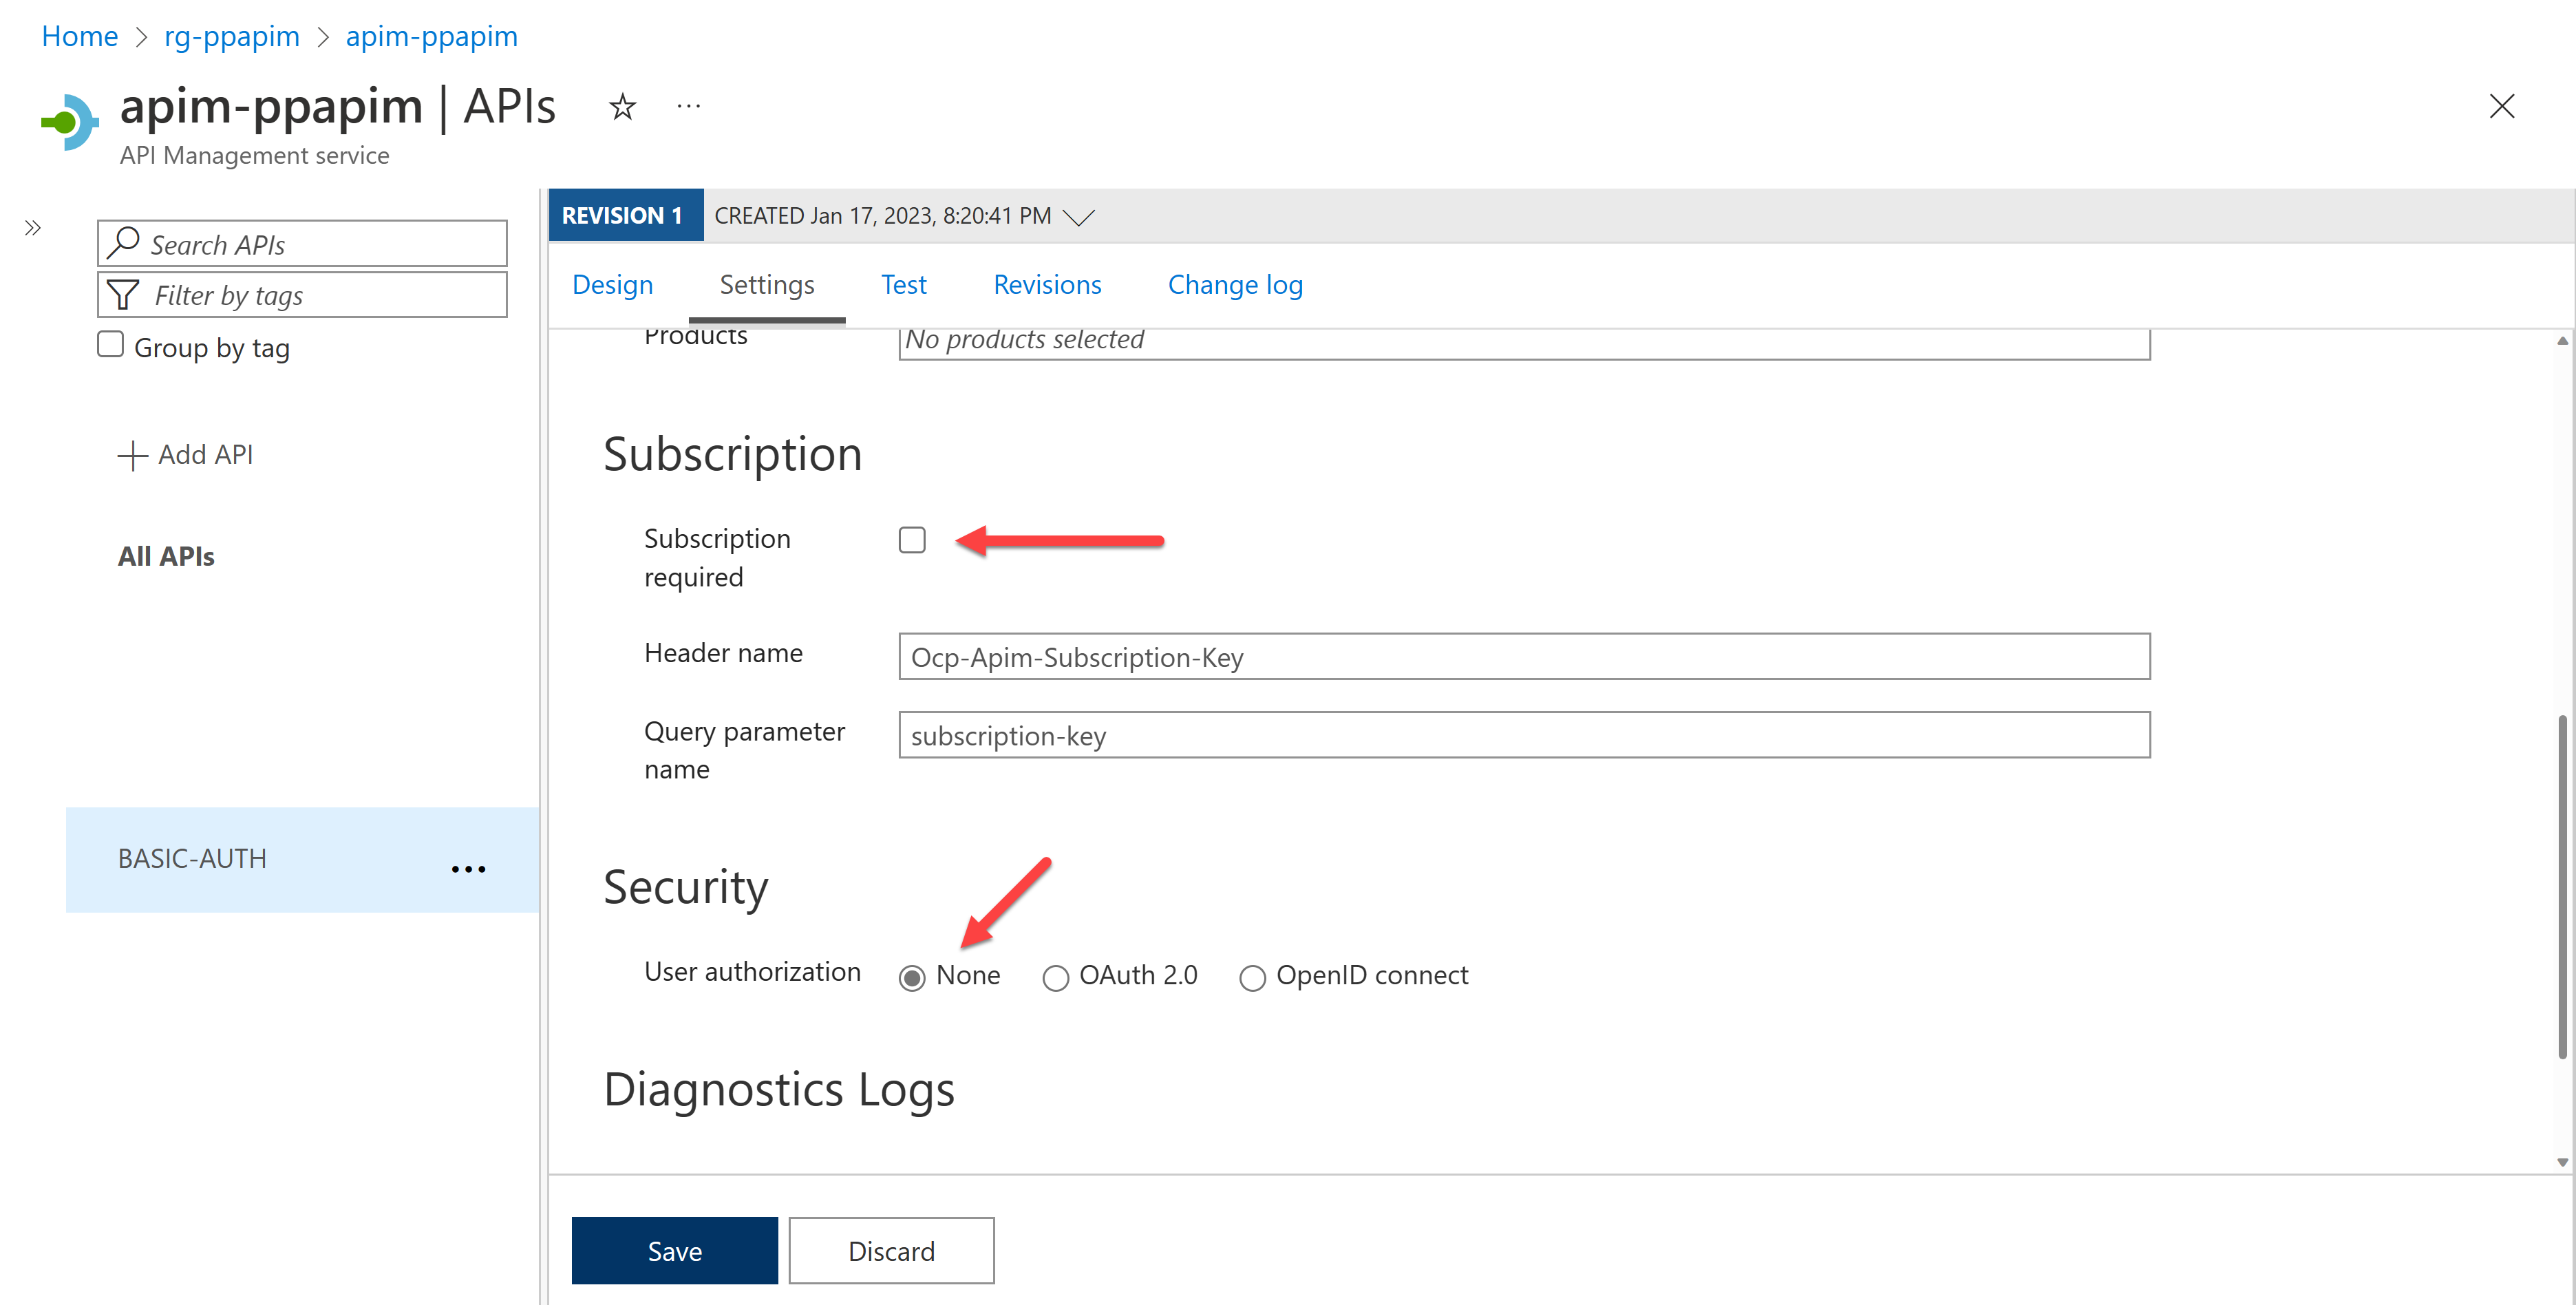 Home > rg-ppapim > apim-ppapim
apim-ppapim | APIs
API Management service
Search APIs
Filter by tags
Group by tag
Add API
All APIs
BASIC-AUTH
REVISION 1 CREATED Jan 17, 2023, 8:20:41 PM
Design Settings Test Revisions Change log
Products No products selected
Subscription
Subscription
required
Header name Ocp-Apim-Subscription-Key
Query parameter subscription-key
name
Security
User authorization None OAuth 2.0 OpenID connect
Diagnostics Logs
Save Discard